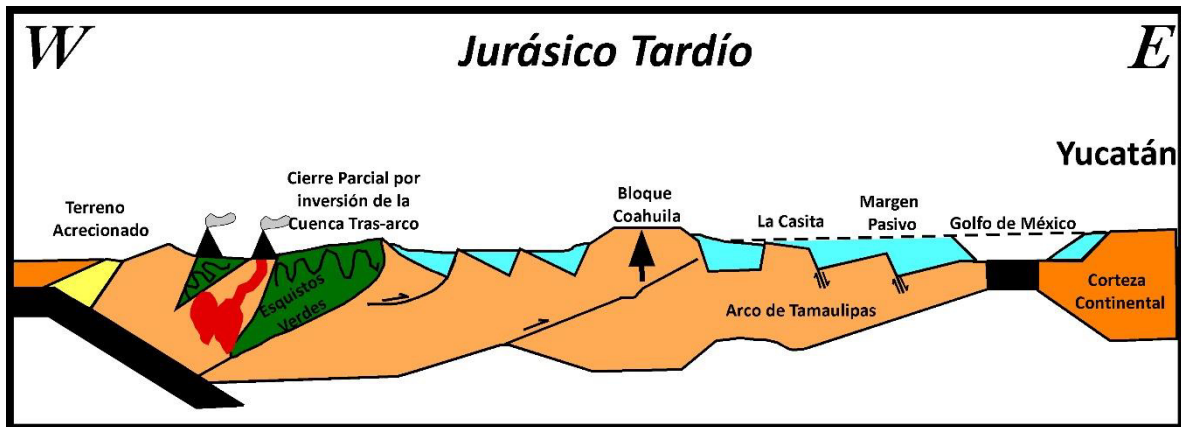 W
Jurásico Tardío
E
Yucatán
Terreno
Acrecionado
Cierre Parcial por
inversión de la
Cuenca Tras-arco
Bloque
Coahuila
La Casita
Margen
Pasivo
Golfo de México
Esquistos
Verdes
Arco de Tamaulipas
Corteza
Continental